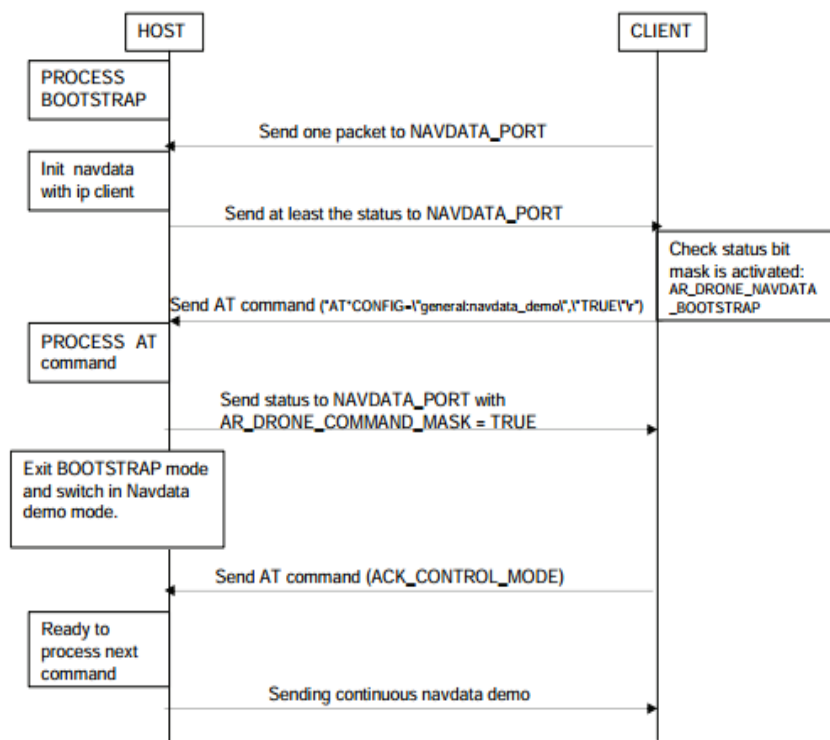 HOST
CLIENT
PROCESS
BOOTSTRAP
Send one packet to NAVDATA_PORT
Init navdata
with ip client
Send at least the status to NAVDATA_PORT
Check status bit
mask is activated:
AR_DRONE_NAVDATA
_BOOTSTRAP
Send AT command ("AT*CONFIG=\"general:navdata_demo\",\"TRUE\"\r")
PROCESS AT
command
Send status to NAVDATA_PORT with
AR_DRONE_COMMAND_MASK = TRUE
Exit BOOTSTRAP mode
and switch in Navdata
demo mode.
Send AT command (ACK_CONTROL_MODE)
Ready to
process next
command
Sending continuous navdata demo